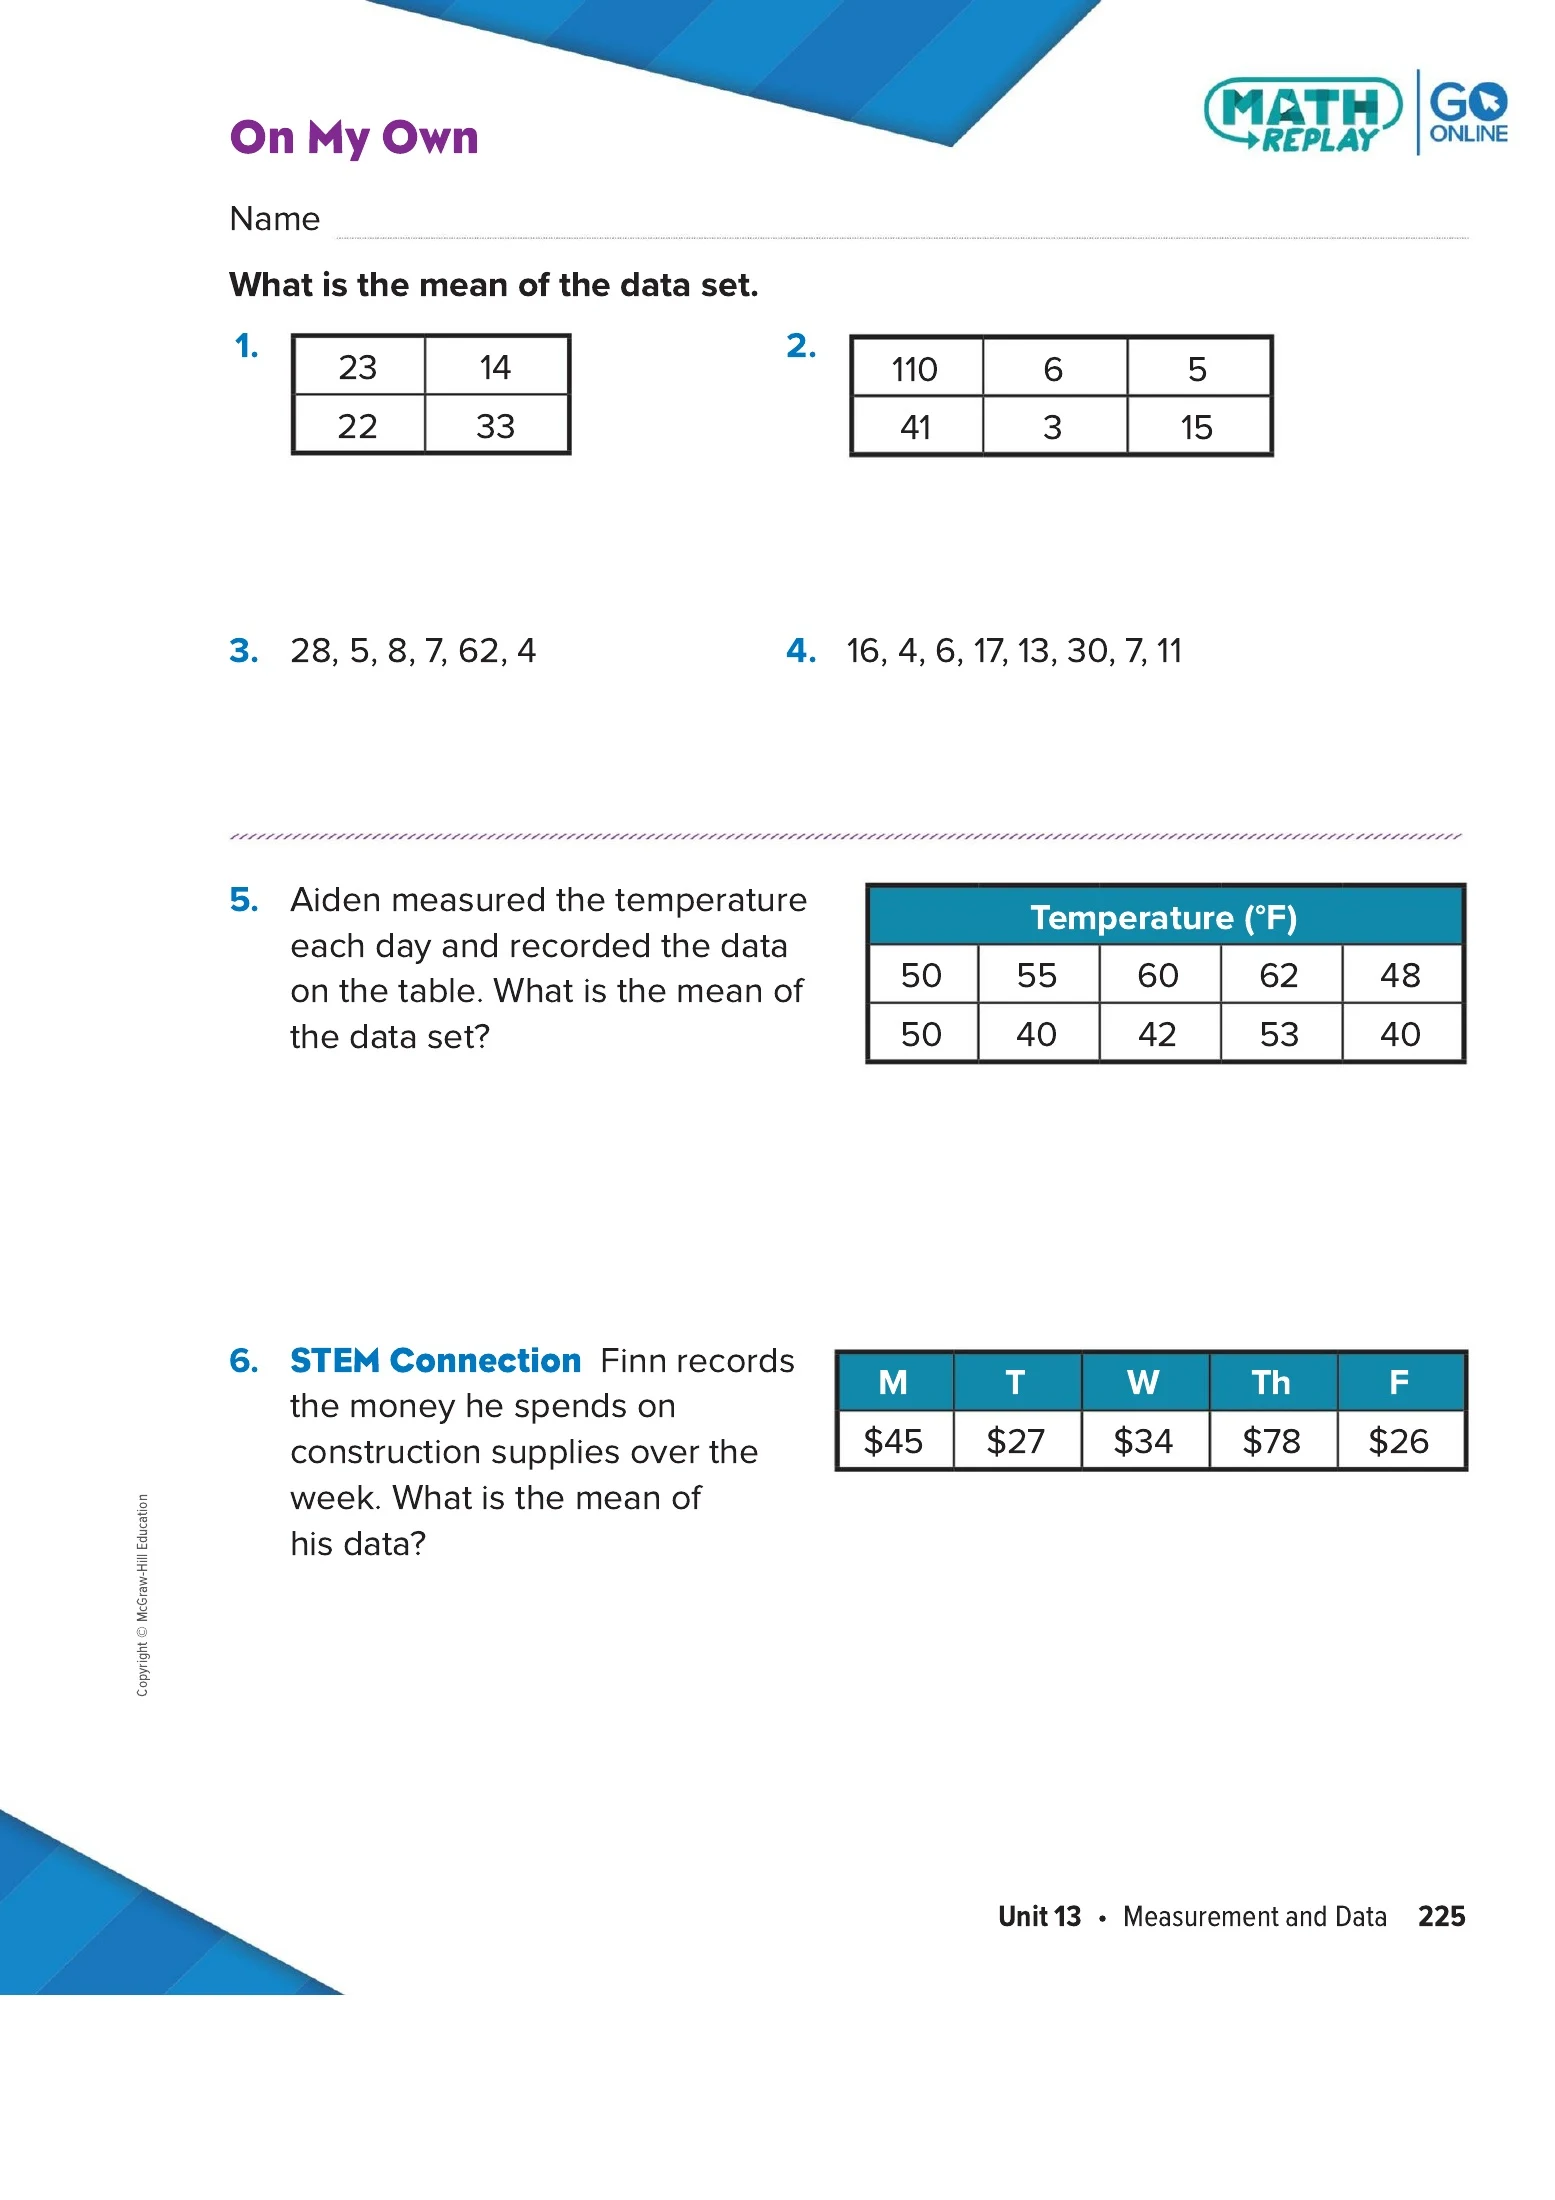 MATH
REPLAY
GO
ONLINE
On My Own
Name
What is the mean of the data set.
1.
23 14
22 33
2.
110 6 5
41 3 15
3. 28, 5, 8, 7, 62, 4
4. 16, 4, 6, 17, 13, 30, 7, 11
5. Aiden measured the temperature
each day and recorded the data
on the table. What is the mean of
the data set?
Temperature (°F)
50 55 60 62 48
50 40 42 53 40
6. STEM Connection Finn records
the money he spends on
construction supplies over the
week. What is the mean of
his data?
M T W Th F
$45 $27 $34 $78 $26
Copyright © McGraw-Hill Education
Unit 13 • Measurement and Data 225